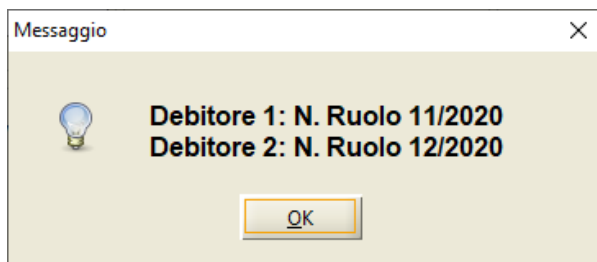 Messaggio
Debitore 1: N. Ruolo 11/2020
Debitore 2: N. Ruolo 12/2020
OK